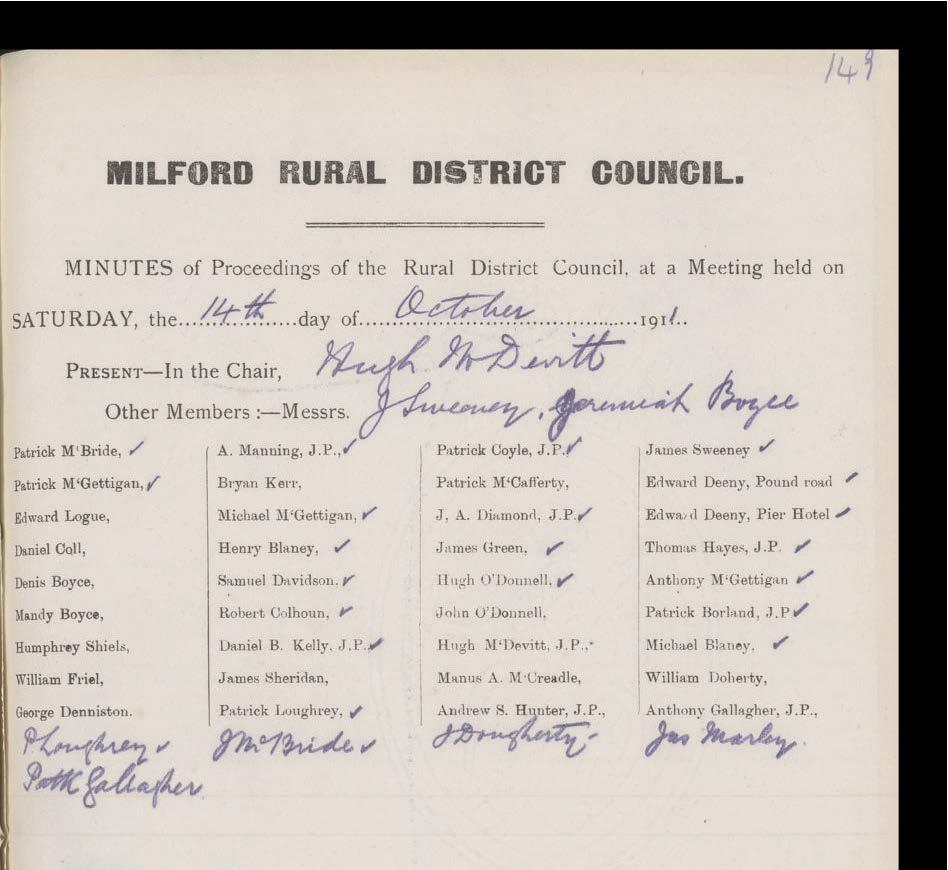 149
MILFORD RURAL DISTRICT COUNCIL.
MINUTES of Proceedings of the Rural District Council, at a Meeting held on
SATURDAY, the...14th...day of...October...1911..
PRESENT—In the Chair, Hugh McDevitt
Other Members :—Messrs. J Sweeney, Jeremiah Boyce
Patrick M'Bride, ✓ A. Manning, J.P., ✓ Patrick Coyle, J.P. ✓ James Sweeney ✓
Patrick M'Gettigan, ✓ Bryan Kerr, Patrick M'Cafferty, Edward Deeny, Pound road ✓
Edward Logue, Michael M'Gettigan, ✓ J. A. Diamond, J.P. ✓ Edward Deeny, Pier Hotel ✓
Daniel Coll, Henry Blaney, ✓ James Green, ✓ Thomas Hayes, J.P. ✓
Denis Boyce, Samuel Davidson, ✓ Hugh O'Donnell, ✓ Anthony M'Gettigan ✓
Mandy Boyce, Robert Colhoun, ✓ John O'Donnell, Patrick Borland, J.P ✓
Humphrey Shiels, Daniel B. Kelly, J.P. ✓ Hugh M'Devitt, J.P., Michael Blaney, ✓
William Friel, James Sheridan, Manus A. M'Creadle, William Doherty,
George Denniston. Patrick Loughrey, ✓ Andrew S. Hunter, J.P., Anthony Gallagher, J.P.,
P Loughrey ✓ J McBride ✓ J Dougherty- Jas Marley.
Patk Gallagher